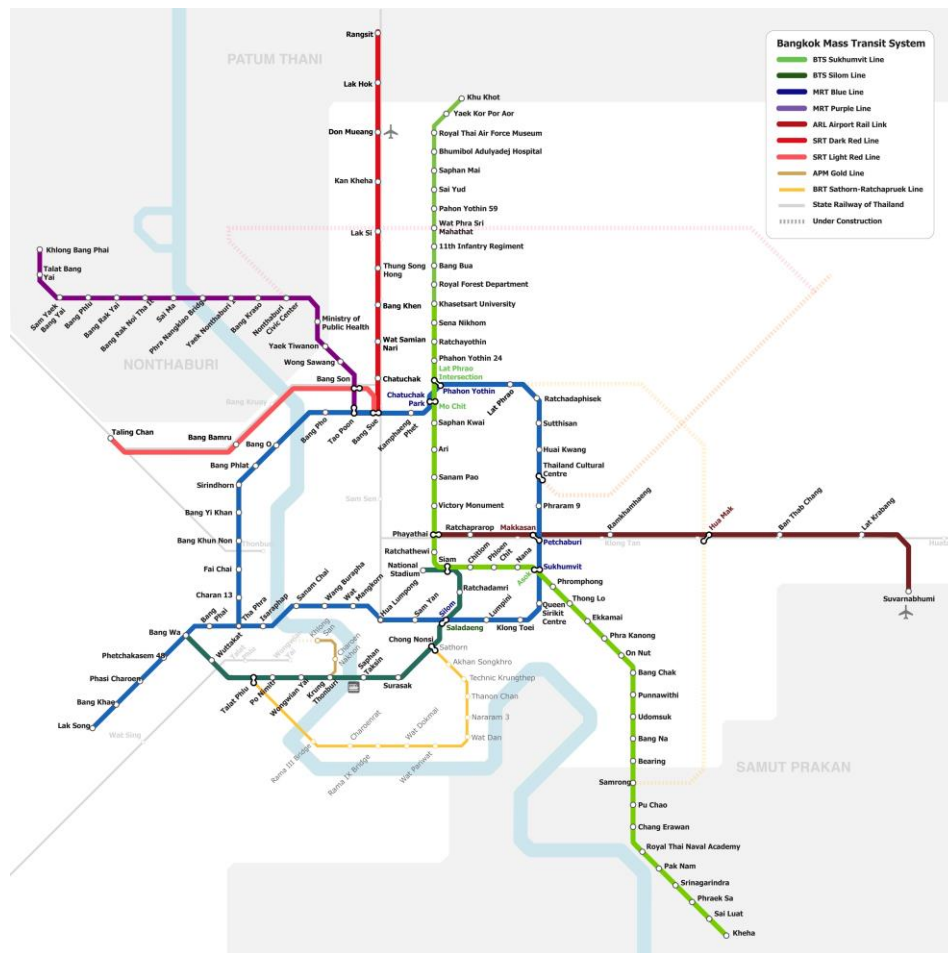 PATUM THANI
NONTHABURI
SAMUT PRAKAN
Bangkok Mass Transit System
BTS Sukhumvit Line
BTS Silom Line
MRT Blue Line
MRT Purple Line
ARL Airport Rail Link
SRT Dark Red Line
SRT Light Red Line
APM Gold Line
BRT Sathorn-Ratchapruek Line
State Railway of Thailand
Under Construction
Rangsit
Lak Hok
Don Mueang
Kan Kheha
Lak Si
Thung Song
Hong
Bang Khen
Wat Samian
Nari
Chatuchak
Khu Khot
Yaek Kor Por Aor
Royal Thai Air Force Museum
Bhumibol Adulyadej Hospital
Saphan Mai
Sai Yud
Pahon Yothin 59
Wat Phra Sri
Mahathat
11th Infantry Regiment
Bang Bua
Royal Forest Department
Khasetsart University
Sena Nikhom
Ratchayothin
Phahon Yothin 24
Lat Phrao
Intersection
Phahon Yothin
Chatuchak
Park
Mo Chit
Saphan Kwai
Ari
Sanam Pao
Victory Monument
Phayathai
Ratchathewi
Siam
National
Stadium
Khlong Bang Phai
Talat Bang
Yai
Sam Yaek
Bang Yai
Bang Phlu
Bang Rak Yai
Bang Rak Noi Tha It
Sai Ma
Phra Nangklao Bridg
Yaek Nonthaburi 1
Bang Kraso
Nonthaburi
Civic Center
Ministry of
Public Health
Yaek Tiwanon
Wong Sawang
Bang Son
Tao Poon
Bang Sue
Kamphaeng
Phet
Bang Pho
Bang O
Bang Kruay
Taling Chan
Bang Bamru
Bang Phlat
Sirindhorn
Bang Yi Khan
Bang Khun Non
Fai Chai
Charan 13
Thonburi
Sam Sen
Lat Phrao
Ratchadaphisek
Sutthisan
Huai Kwang
Thailand Cultural
Centre
Phraram 9
Petchaburi
Sukhumvit
Ratchaprarop
Makkasan
Ramkhamhaeng
Klong Tan
Hua Mak
Ban Thab Chang
Lat Krabang
Suvarnabhumi
Chitlom
Phloen
Chit
Nana
Asok
Queen
Sirikit
Centre
Klong Toei
Lumpini
Silom
Saladaeng
Ratchadamri
Sam Yan
Hua Lumpong
Wat
Mangkorn
Wang Burapha
Sanam Chai
Isaraphap
Tha Phra
Bang
Phai
Bang Wa
Phetchakasem 48
Phasi Charoen
Bang Khae
Lak Song
Wat Sing
Wuttakat
Talat
Phlu
Talat Phlu
Po Nimitr
Wongwian Yai
Krung
Thonburi
Khlong
San
Charoen
Nakhon
Saphan
Taksin
Surasak
Chong Nonsi
Sathorn
Akhan Songkhro
Technic Krungthep
Thanon Chan
Nararam 3
Wat Dan
Wat Pariwat
Wat Dokmai
Rama IX Bridge
Charoenrat
Rama III Bridge
Phromphong
Thong Lo
Ekkamai
Phra Kanong
On Nut
Bang Chak
Punnawithi
Udomsuk
Bang Na
Bearing
Samrong
Pu Chao
Chang Erawan
Royal Thai Naval Academy
Pak Nam
Srinagarindra
Phraek Sa
Sai Luat
Kheha